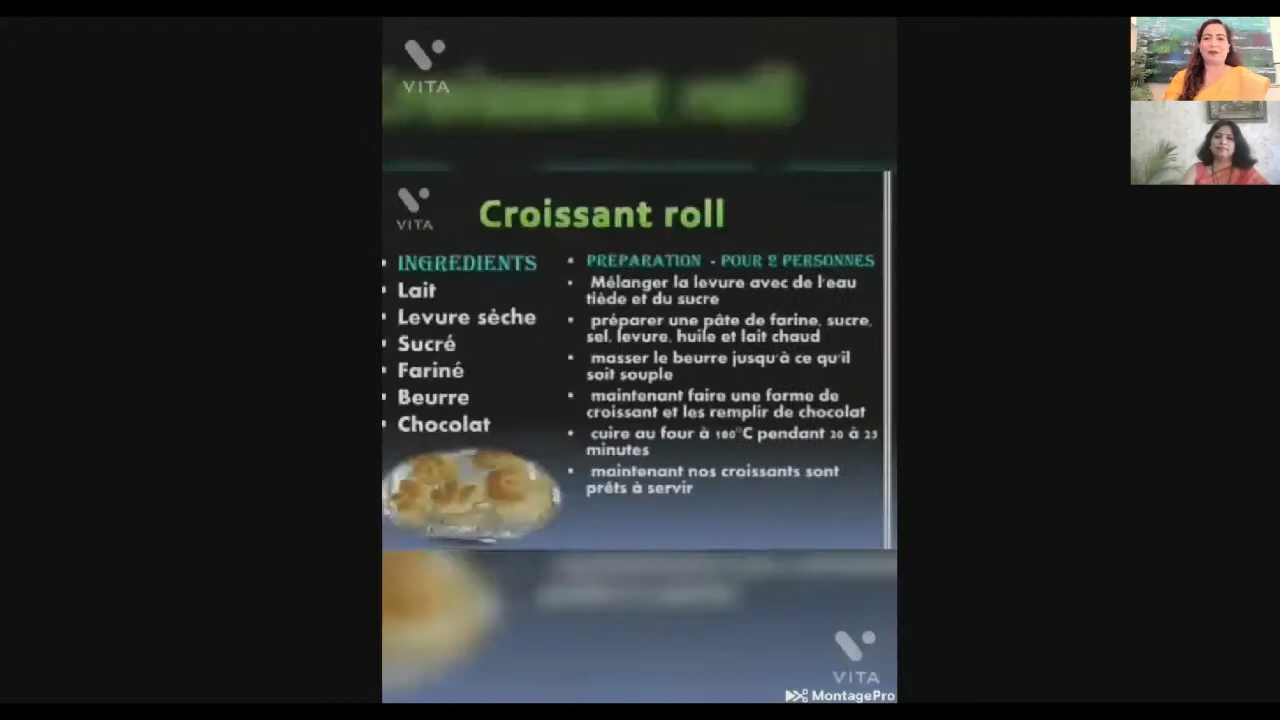 VITA
VITA
Croissant roll
INGREDIENTS
Lait
Levure sèche
Sucré
Fariné
Beurre
Chocolat
PRÉPARATION - POUR 2 PERSONNES
Mélanger la levure avec de l'eau
tiède et du sucre
préparer une pâte de farine, sucre,
sel, levure, huile et lait chaud
masser le beurre jusqu'à ce qu'il
soit souple
maintenant faire une forme de
croissant et les remplir de chocolat
cuire au four à 180°C pendant 20 à 25
minutes
maintenant nos croissants sont
prêts à servir
VITA
MontagePro